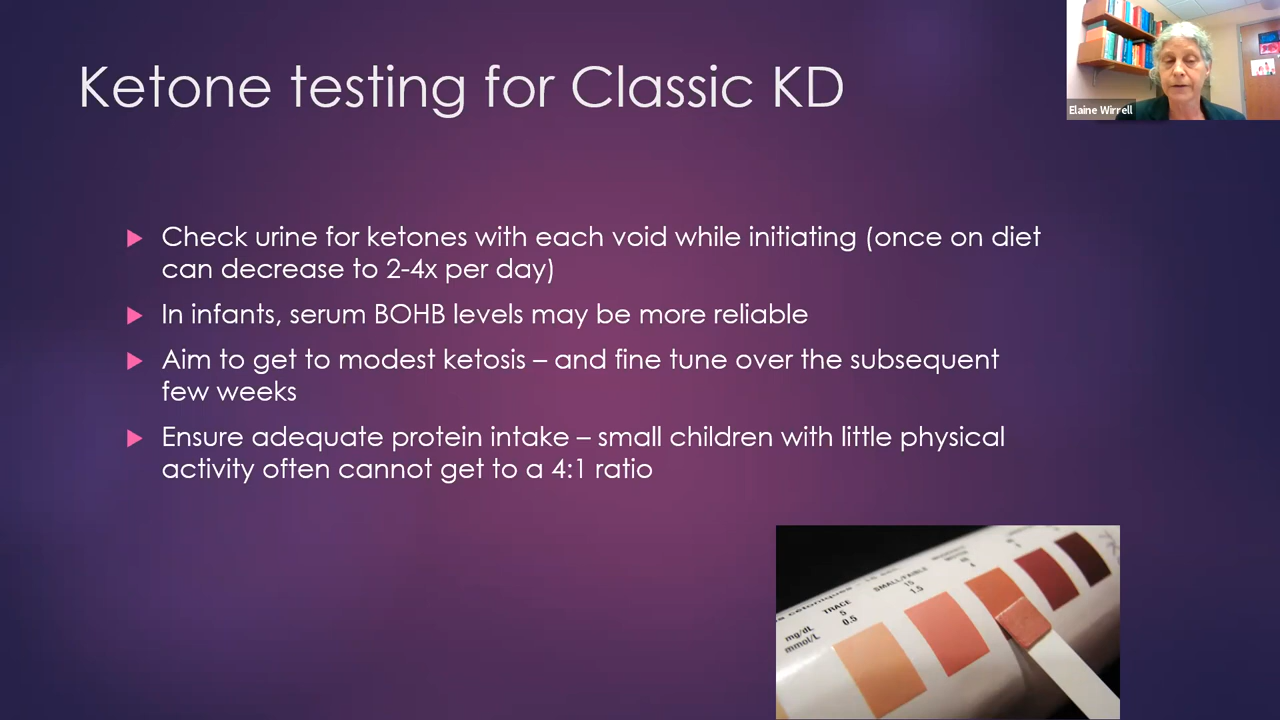 Ketone testing for Classic KD
Elaine Wirrell
Check urine for ketones with each void while initiating (once on diet
can decrease to 2-4x per day)
In infants, serum BOHB levels may be more reliable
Aim to get to modest ketosis – and fine tune over the subsequent
few weeks
Ensure adequate protein intake – small children with little physical
activity often cannot get to a 4:1 ratio
TRACE
SMALL/FAIBLE
mg/dL 5 15
mmol/L 0.5 1.5